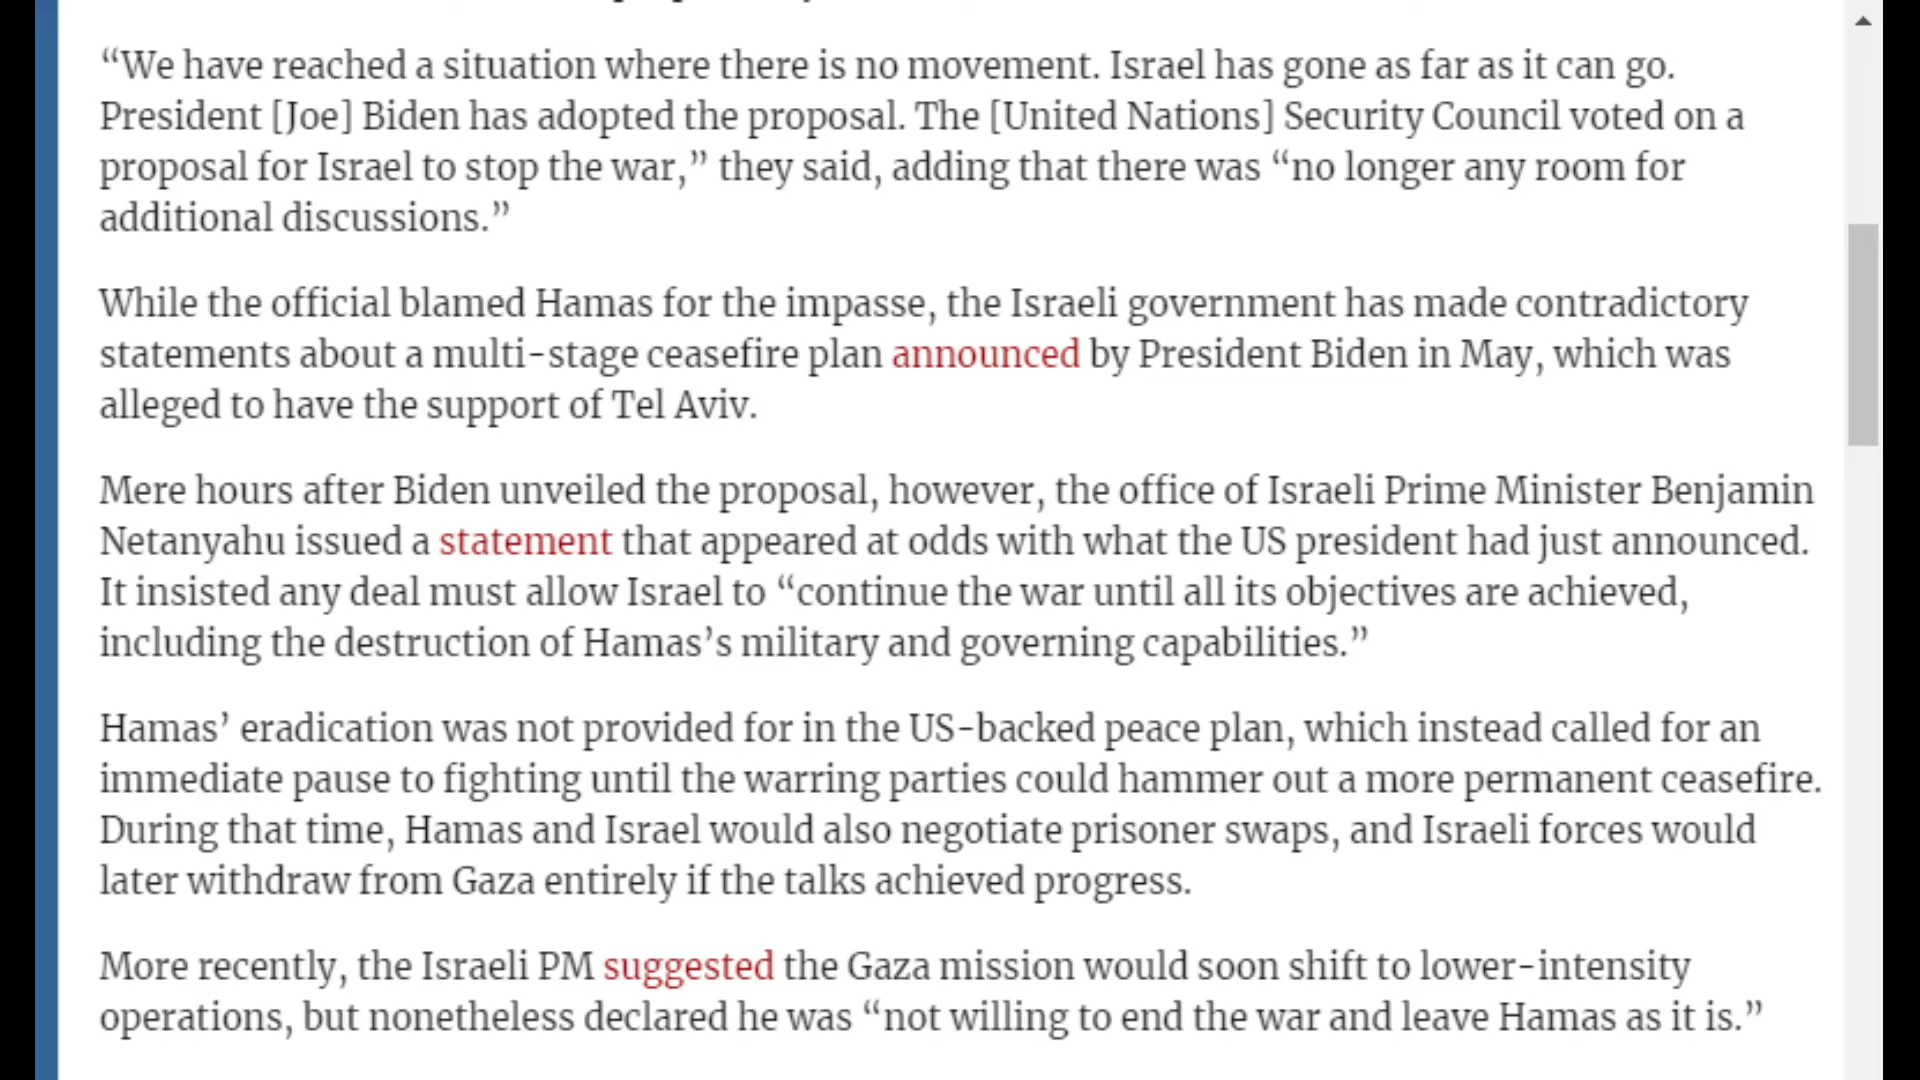 “We have reached a situation where there is no movement. Israel has gone as far as it can go.
President [Joe] Biden has adopted the proposal. The [United Nations] Security Council voted on a
proposal for Israel to stop the war,” they said, adding that there was “no longer any room for
additional discussions.”
While the official blamed Hamas for the impasse, the Israeli government has made contradictory
statements about a multi-stage ceasefire plan announced by President Biden in May, which was
alleged to have the support of Tel Aviv.
Mere hours after Biden unveiled the proposal, however, the office of Israeli Prime Minister Benjamin
Netanyahu issued a statement that appeared at odds with what the US president had just announced.
It insisted any deal must allow Israel to “continue the war until all its objectives are achieved,
including the destruction of Hamas’s military and governing capabilities.”
Hamas’ eradication was not provided for in the US-backed peace plan, which instead called for an
immediate pause to fighting until the warring parties could hammer out a more permanent ceasefire.
During that time, Hamas and Israel would also negotiate prisoner swaps, and Israeli forces would
later withdraw from Gaza entirely if the talks achieved progress.
More recently, the Israeli PM suggested the Gaza mission would soon shift to lower-intensity
operations, but nonetheless declared he was “not willing to end the war and leave Hamas as it is.”